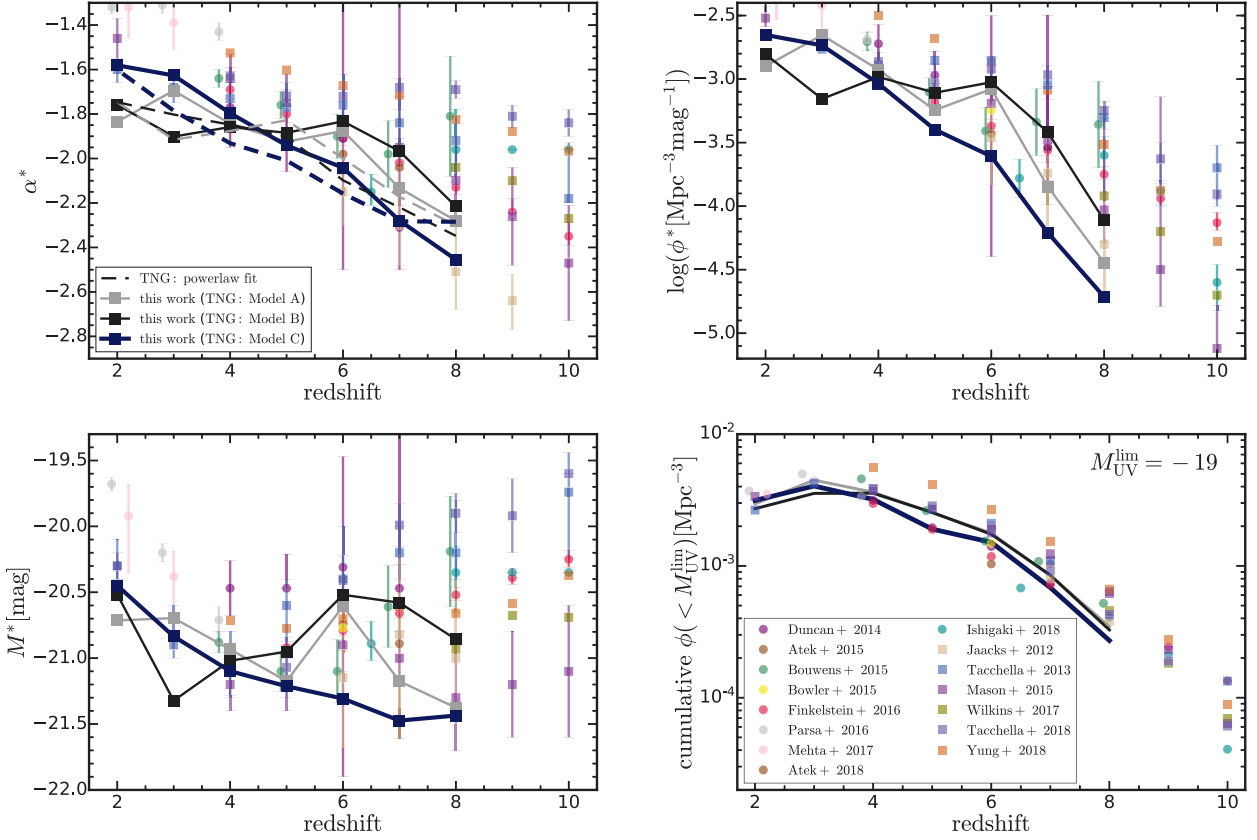 −1.4
−1.6
−1.8
−2.0
−2.2
−2.4
−2.6
−2.8
α*
2 4 6 8 10
redshift
TNG: powerlaw fit
this work (TNG: Model A)
this work (TNG: Model B)
this work (TNG: Model C)
−2.5
−3.0
−3.5
−4.0
−4.5
−5.0
log(ϕ*[Mpc⁻³mag⁻¹])
2 4 6 8 10
redshift
−19.5
−20.0
−20.5
−21.0
−21.5
−22.0
M*[mag]
2 4 6 8 10
redshift
10⁻²
10⁻³
10⁻⁴
cumulative ϕ(< M_UV^lim)[Mpc⁻³]
M_UV^lim = −19
Duncan+ 2014
Atek+ 2015
Bouwens+ 2015
Bowler+ 2015
Finkelstein+ 2016
Parsa+ 2016
Mehta+ 2017
Atek+ 2018
Ishigaki+ 2018
Jaacks+ 2012
Tacchella+ 2013
Mason+ 2015
Wilkins+ 2017
Tacchella+ 2018
Yung+ 2018
2 4 6 8 10
redshift